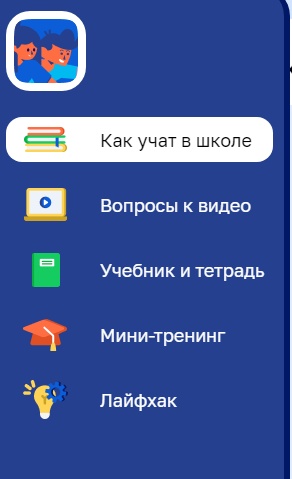 Как учат в школе
Вопросы к видео
Учебник и тетрадь
Мини-тренинг
Лайфхак